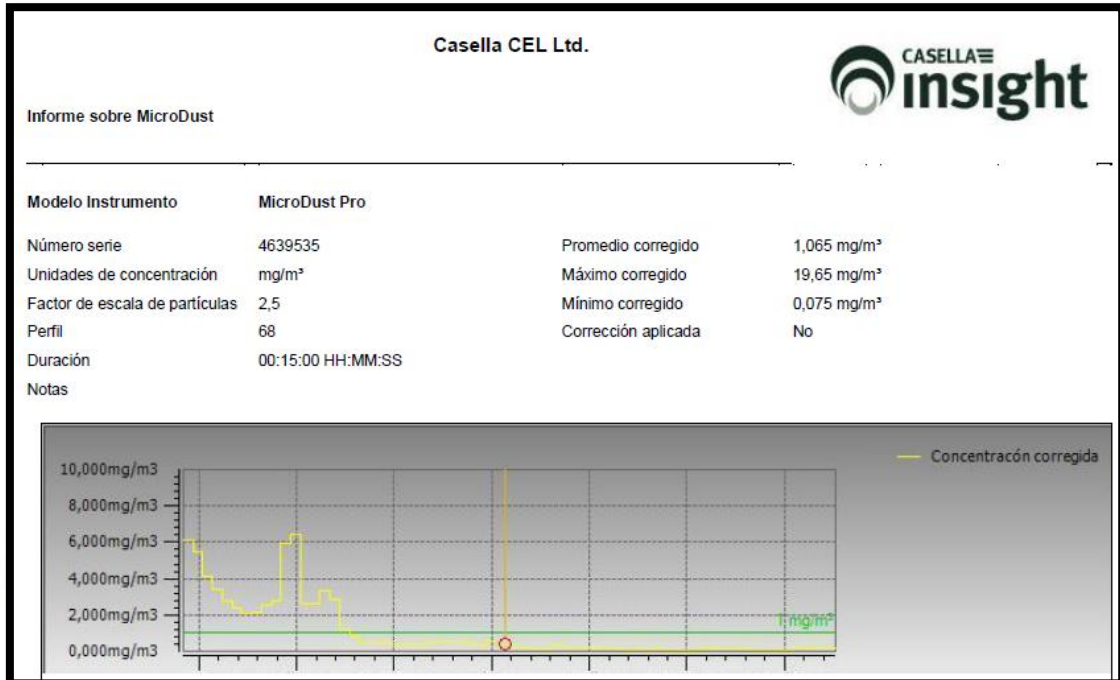 Casella CEL Ltd.
CASELLA
insight
Informe sobre MicroDust
Modelo Instrumento MicroDust Pro
Número serie 4639535 Promedio corregido 1,065 mg/m³
Unidades de concentración mg/m³ Máximo corregido 19,65 mg/m³
Factor de escala de partículas 2,5 Mínimo corregido 0,075 mg/m³
Perfil 68 Corrección aplicada No
Duración 00:15:00 HH:MM:SS
Notas
Concentracón corregida
10,000mg/m3
8,000mg/m3
6,000mg/m3
4,000mg/m3
2,000mg/m3
1 mg/m³
0,000mg/m3